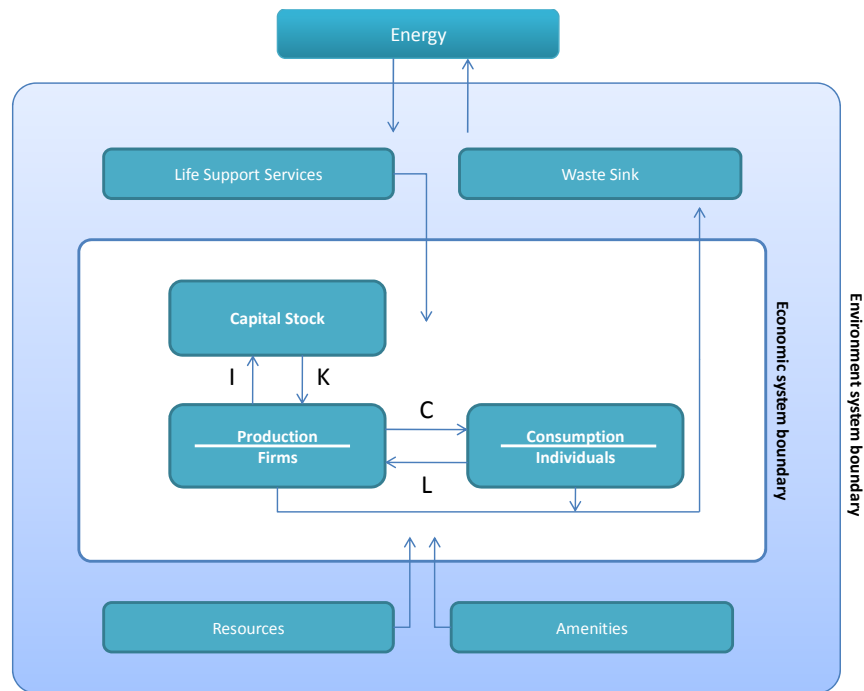 Energy
Life Support Services
Waste Sink
Capital Stock
I
K
C
Production
Firms
Consumption
Individuals
L
Resources
Amenities
Economic system boundary
Environment system boundary